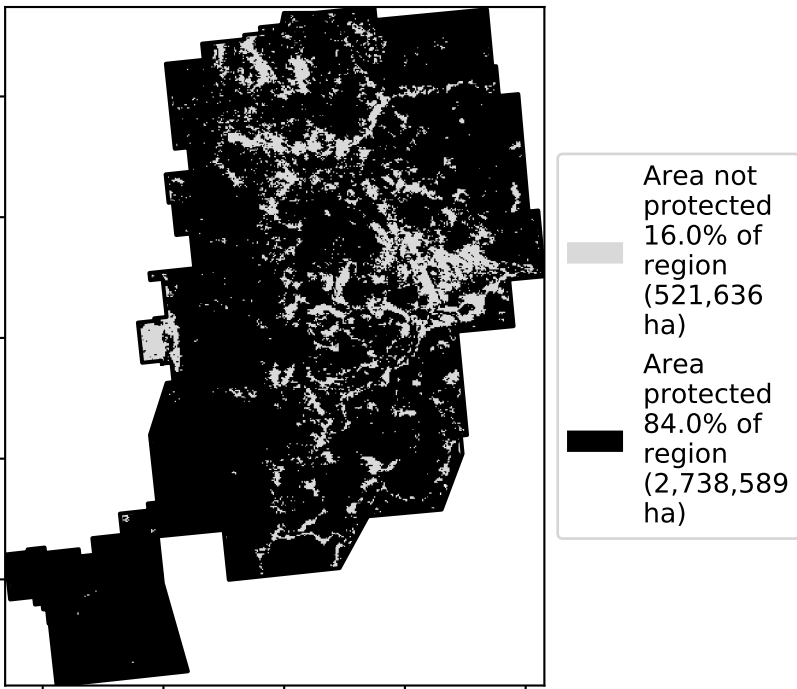 Area not
protected
16.0% of
region
(521,636
ha)
Area
protected
84.0% of
region
(2,738,589
ha)